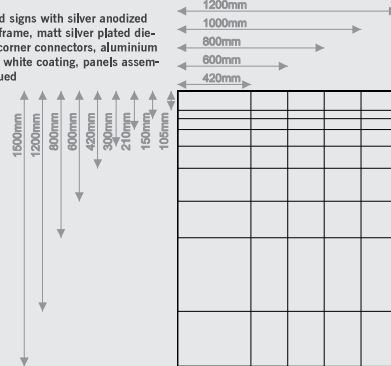 d signs with silver anodized
frame, matt silver plated die-
corner connectors, aluminium
white coating, panels assem-
ued
1200mm
1000mm
800mm
600mm
420mm
1500mm
1200mm
800mm
600mm
420mm
300mm
210mm
150mm
105mm